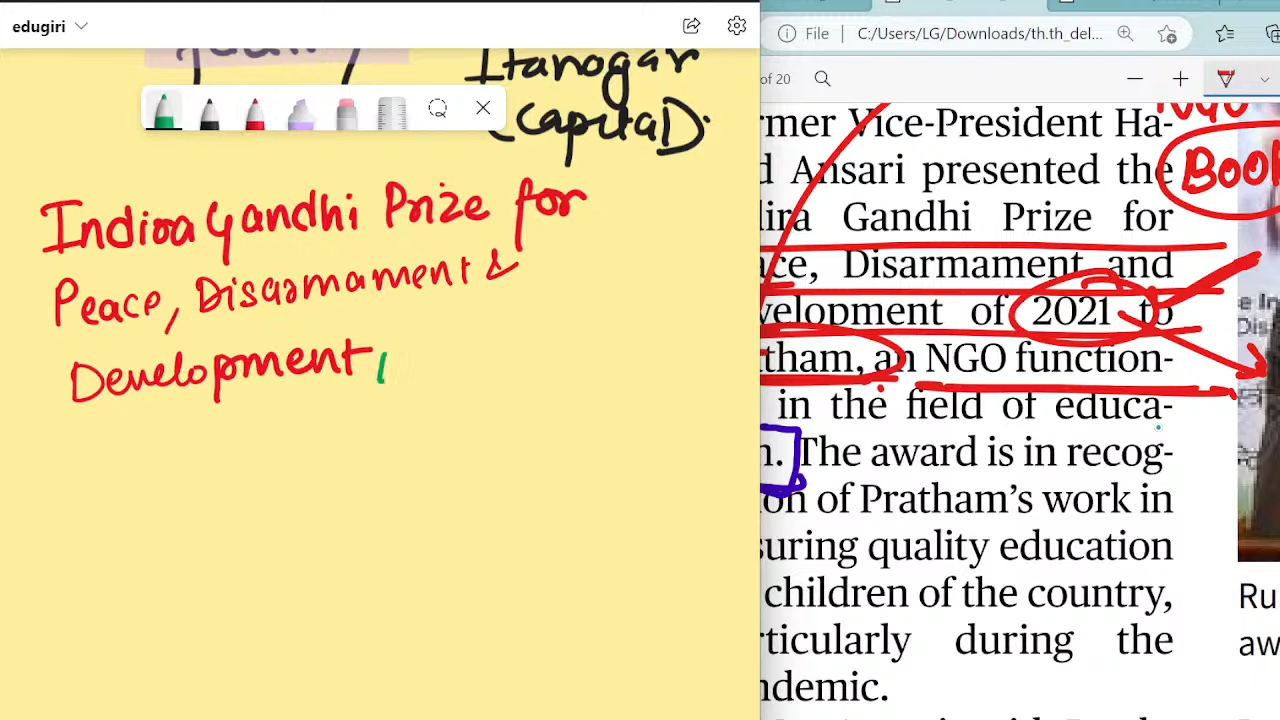 edugiri
Itanagar
(capital).
Indira Gandhi Prize for
Peace, Disarmament &
Development
File C:/Users/LG/Downloads/th.th_del...
of 20
NGO
Book
rmer Vice-President Ha-
d Ansari presented the
dira Gandhi Prize for
ace, Disarmament and
velopment of 2021 to
atham, an NGO function-
in the field of educa-
n. The award is in recog-
on of Pratham's work in
suring quality education
children of the country,
rticularly during the
ndemic.
Ru
aw